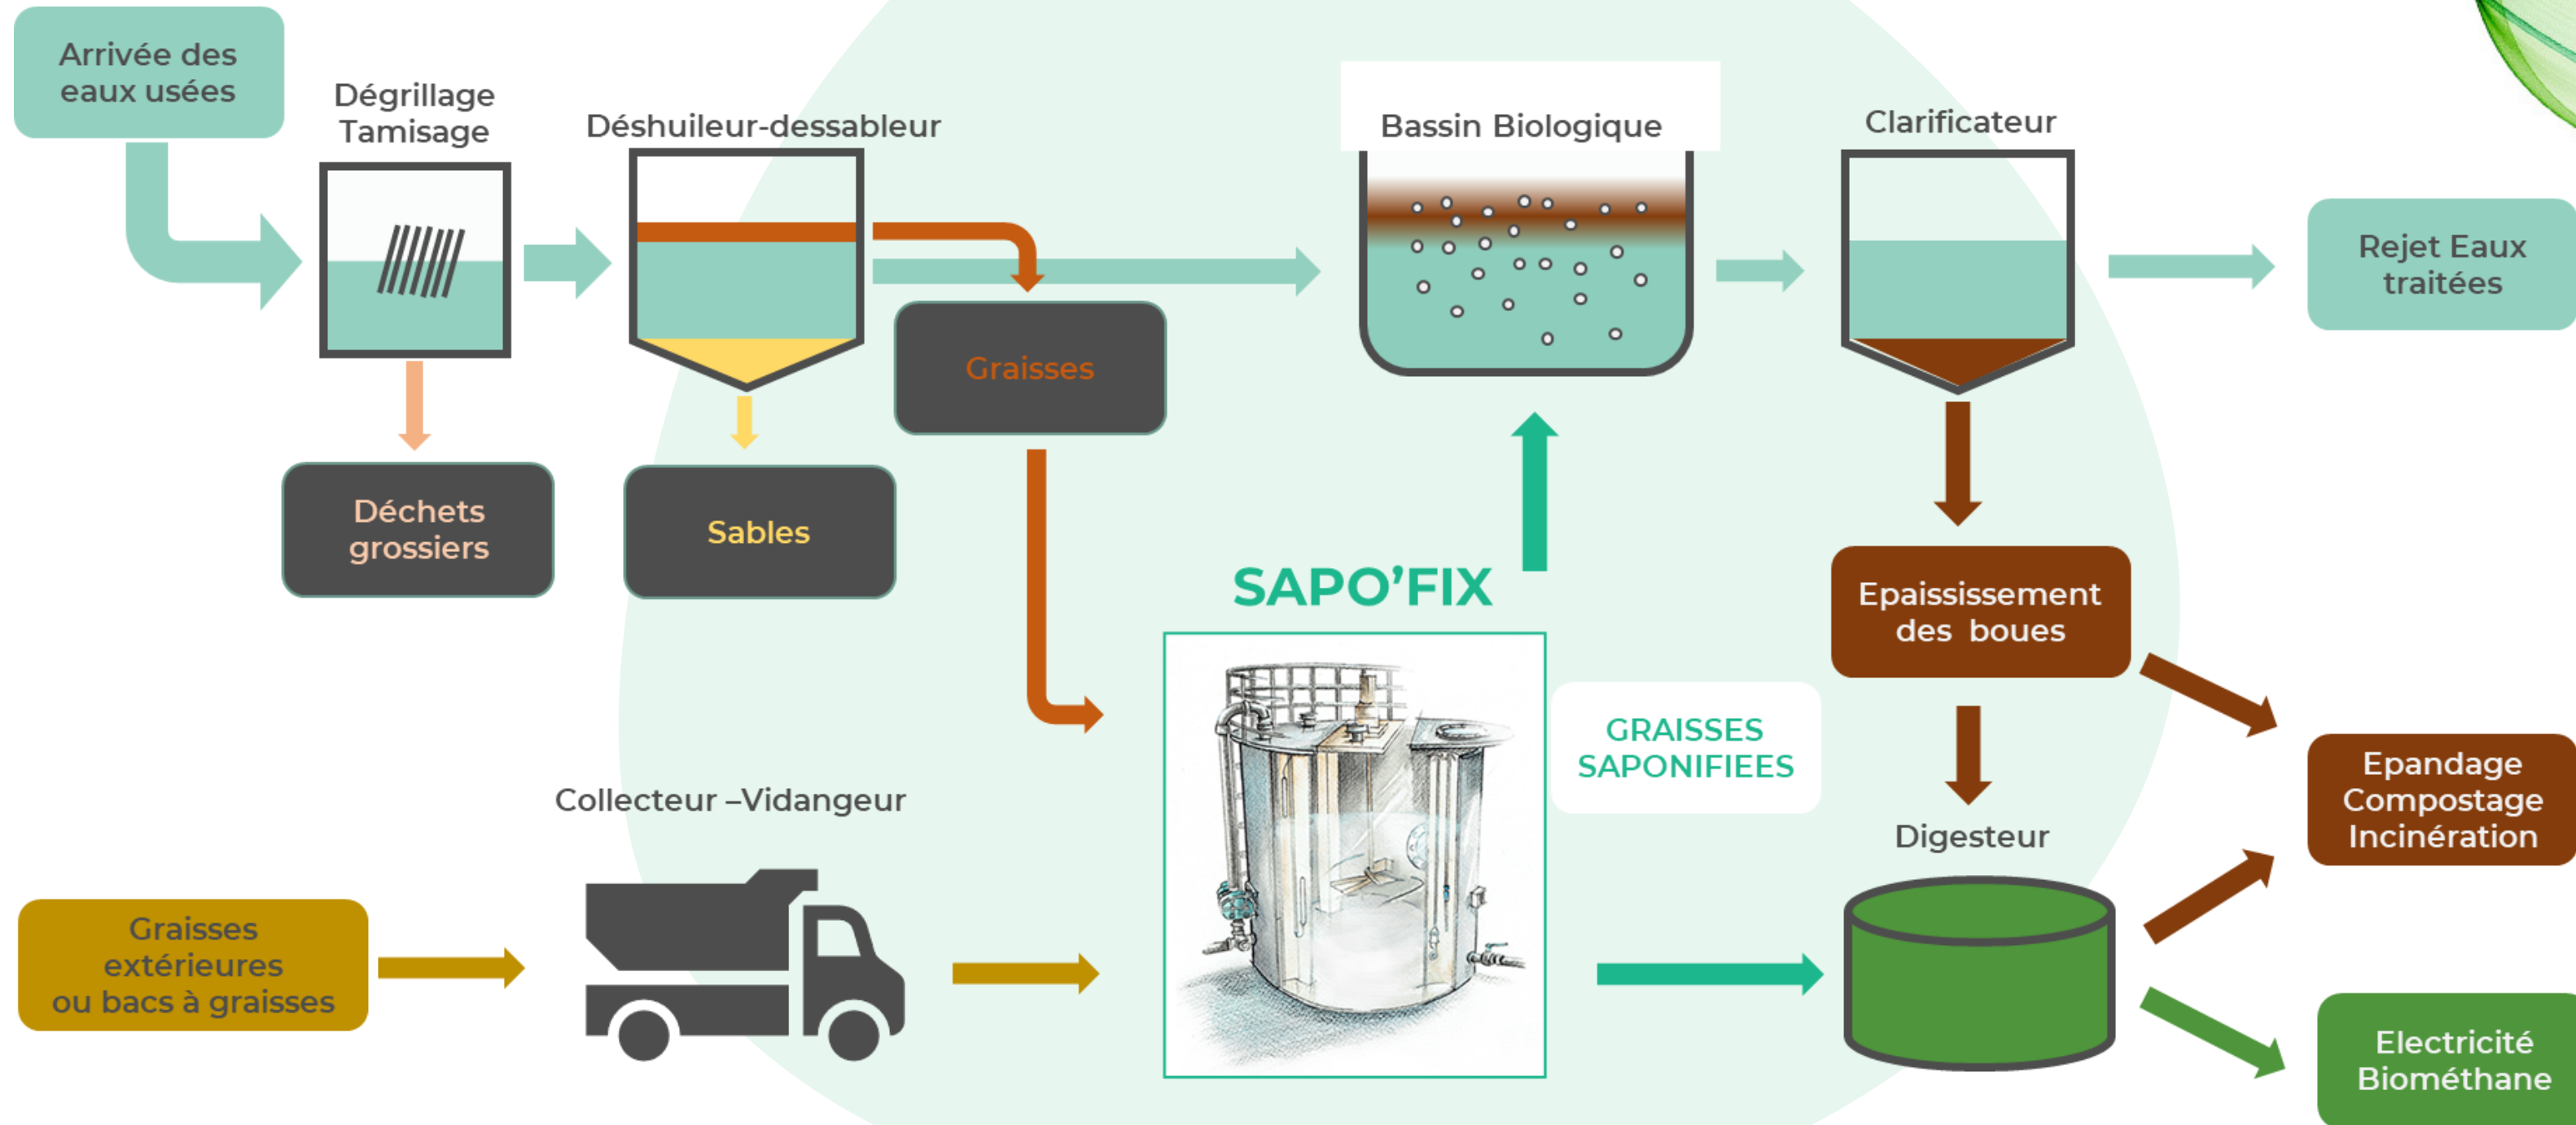 Arrivée des
eaux usées
Dégrillage
Tamisage
Déshuileur-dessableur
Bassin Biologique
Clarificateur
Rejet Eaux
traitées
Graisses
Déchets
grossiers
Sables
SAPO’FIX
Epaississement
des boues
GRAISSES
SAPONIFIEES
Collecteur –Vidangeur
Epandage
Compostage
Incinération
Digesteur
Graisses
extérieures
ou bacs à graisses
Electricité
Biométhane